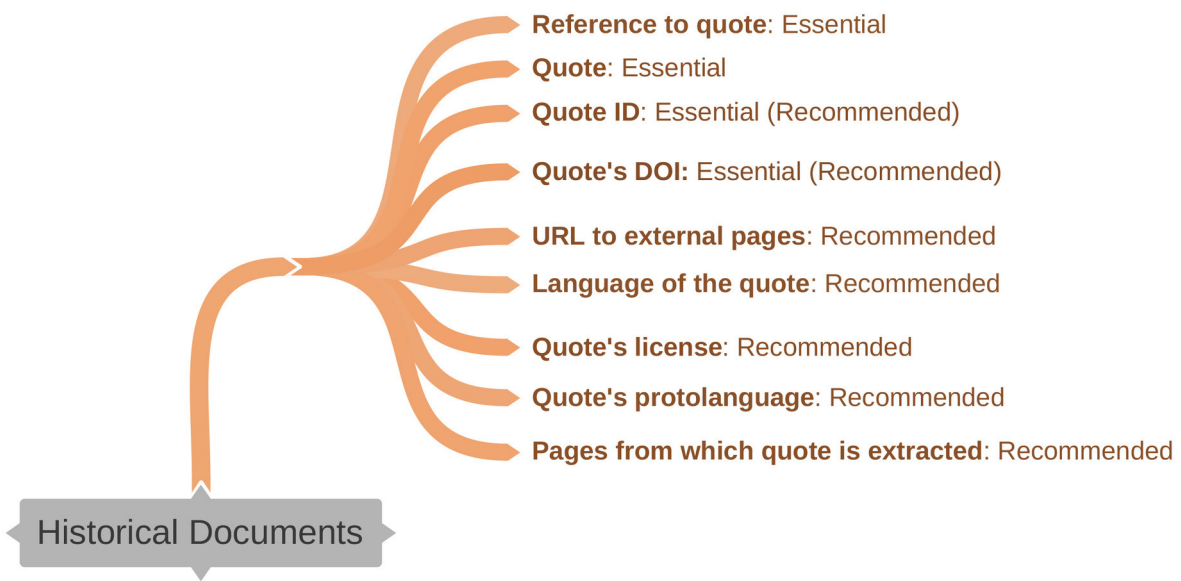 Reference to quote: Essential
Quote: Essential
Quote ID: Essential (Recommended)
Quote's DOI: Essential (Recommended)
URL to external pages: Recommended
Language of the quote: Recommended
Quote's license: Recommended
Quote's protolanguage: Recommended
Pages from which quote is extracted: Recommended
Historical Documents